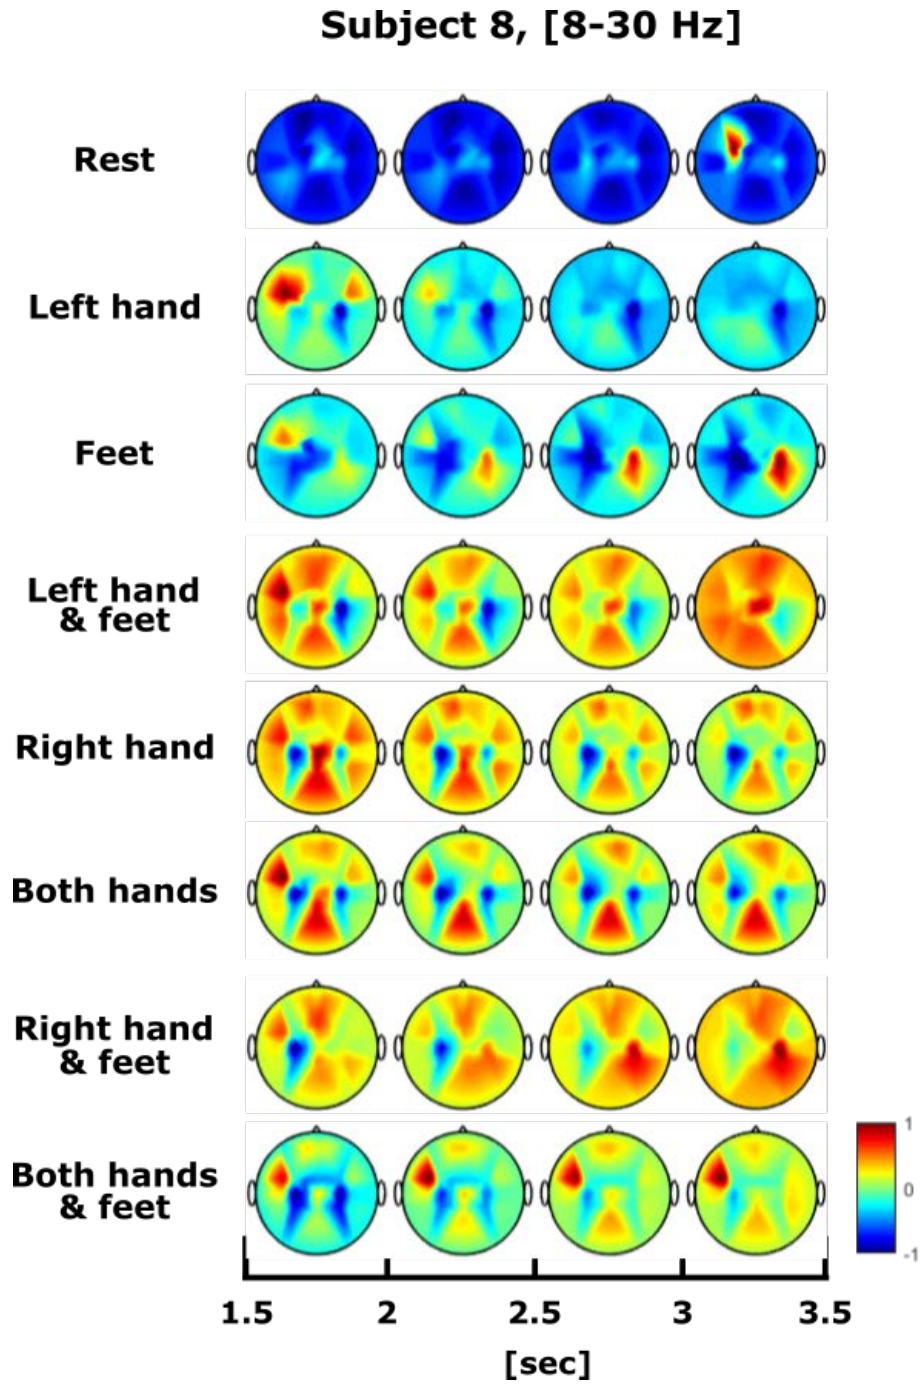 Subject 8, [8-30 Hz]
Rest
Left hand
Feet
Left hand
& feet
Right hand
Both hands
Right hand
& feet
Both hands
& feet
1
0
-1
1.5 2 2.5 3 3.5
[sec]